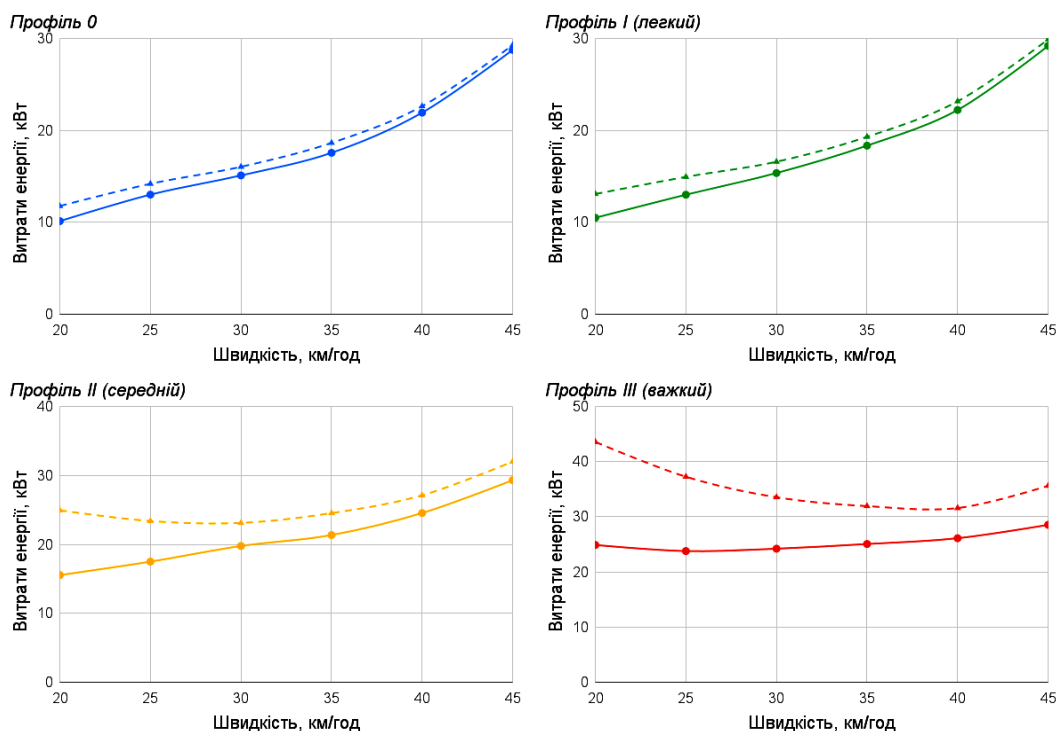 Профіль 0
Витрати енергії, кВт
30
20
10
0
20 25 30 35 40 45
Швидкість, км/год
Профіль I (легкий)
Витрати енергії, кВт
30
20
10
0
20 25 30 35 40 45
Швидкість, км/год
Профіль II (середній)
Витрати енергії, кВт
40
30
20
10
0
20 25 30 35 40 45
Швидкість, км/год
Профіль III (важкий)
Витрати енергії, кВт
50
40
30
20
10
0
20 25 30 35 40 45
Швидкість, км/год